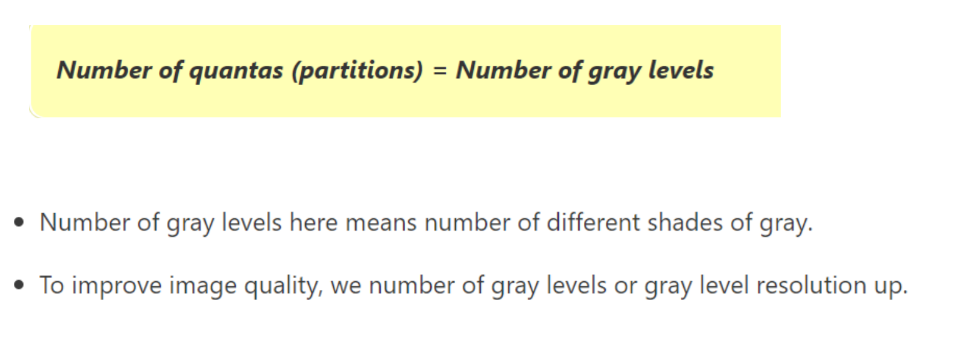 Number of quantas (partitions) = Number of gray levels
• Number of gray levels here means number of different shades of gray.
• To improve image quality, we number of gray levels or gray level resolution up.